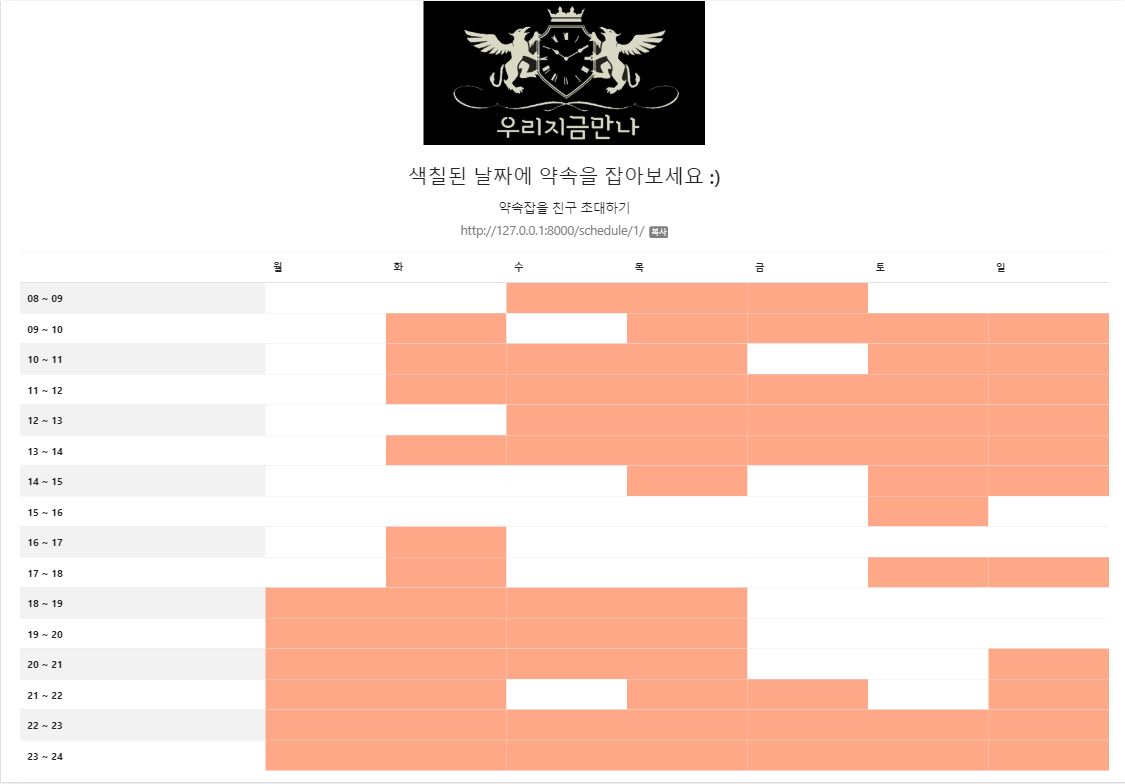 우리지금만나
색칠된 날짜에 약속을 잡아보세요 :)
약속잡을 친구 초대하기
http://127.0.0.1:8000/schedule/1/ 복사
월 화 수 목 금 토 일
08 ~ 09
09 ~ 10
10 ~ 11
11 ~ 12
12 ~ 13
13 ~ 14
14 ~ 15
15 ~ 16
16 ~ 17
17 ~ 18
18 ~ 19
19 ~ 20
20 ~ 21
21 ~ 22
22 ~ 23
23 ~ 24